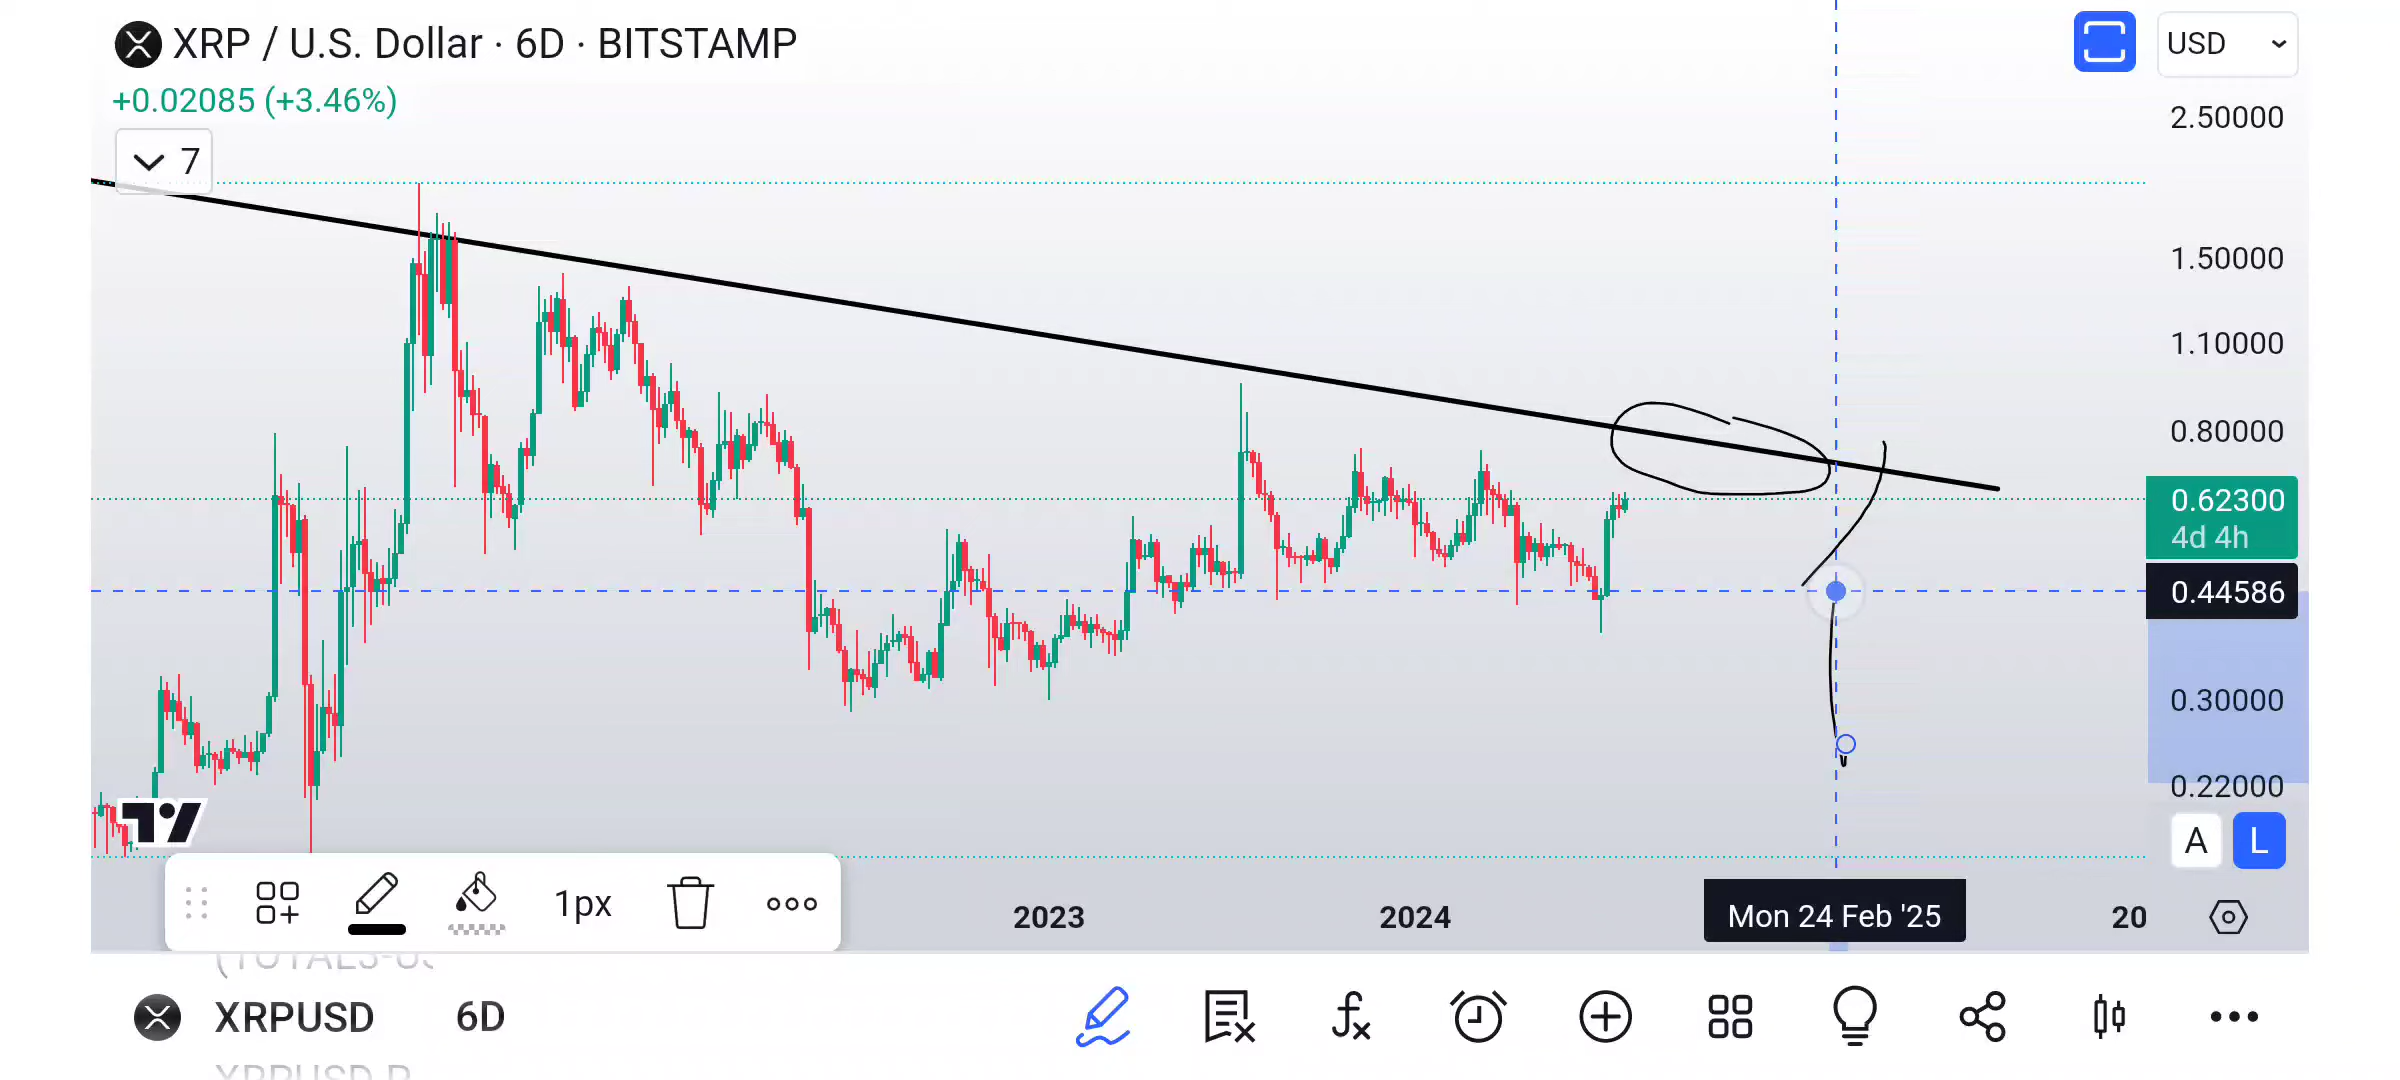 XRP / U.S. Dollar · 6D · BITSTAMP
USD
+0.02085 (+3.46%)
7
2.50000
1.50000
1.10000
0.80000
0.62300
4d 4h
0.44586
0.30000
0.22000
A L
1px
2023 2024 Mon 24 Feb '25 20
XRPUSD 6D